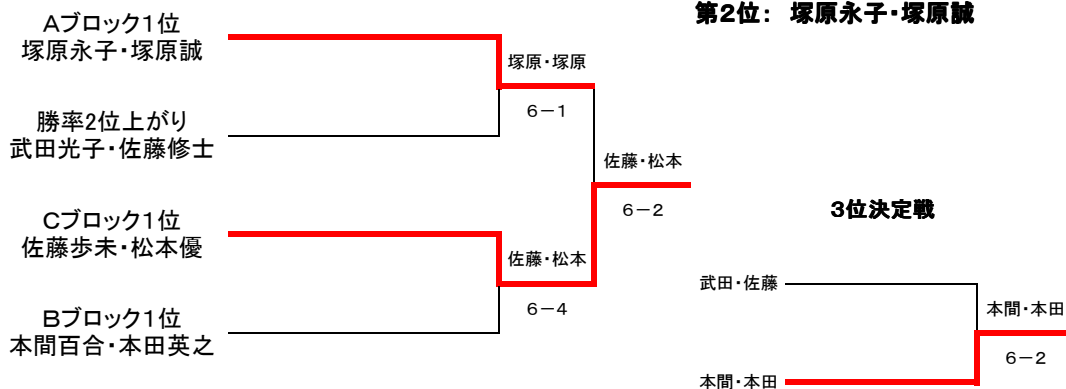 第2位： 塚原永子・塚原誠
Aブロック1位
塚原永子・塚原誠
塚原・塚原
6－1
勝率2位上がり
武田光子・佐藤修士
佐藤・松本
6－2
3位決定戦
Cブロック1位
佐藤歩未・松本優
佐藤・松本
6－4
武田・佐藤
本間・本田
6－2
Bブロック1位
本間百合・本田英之
本間・本田